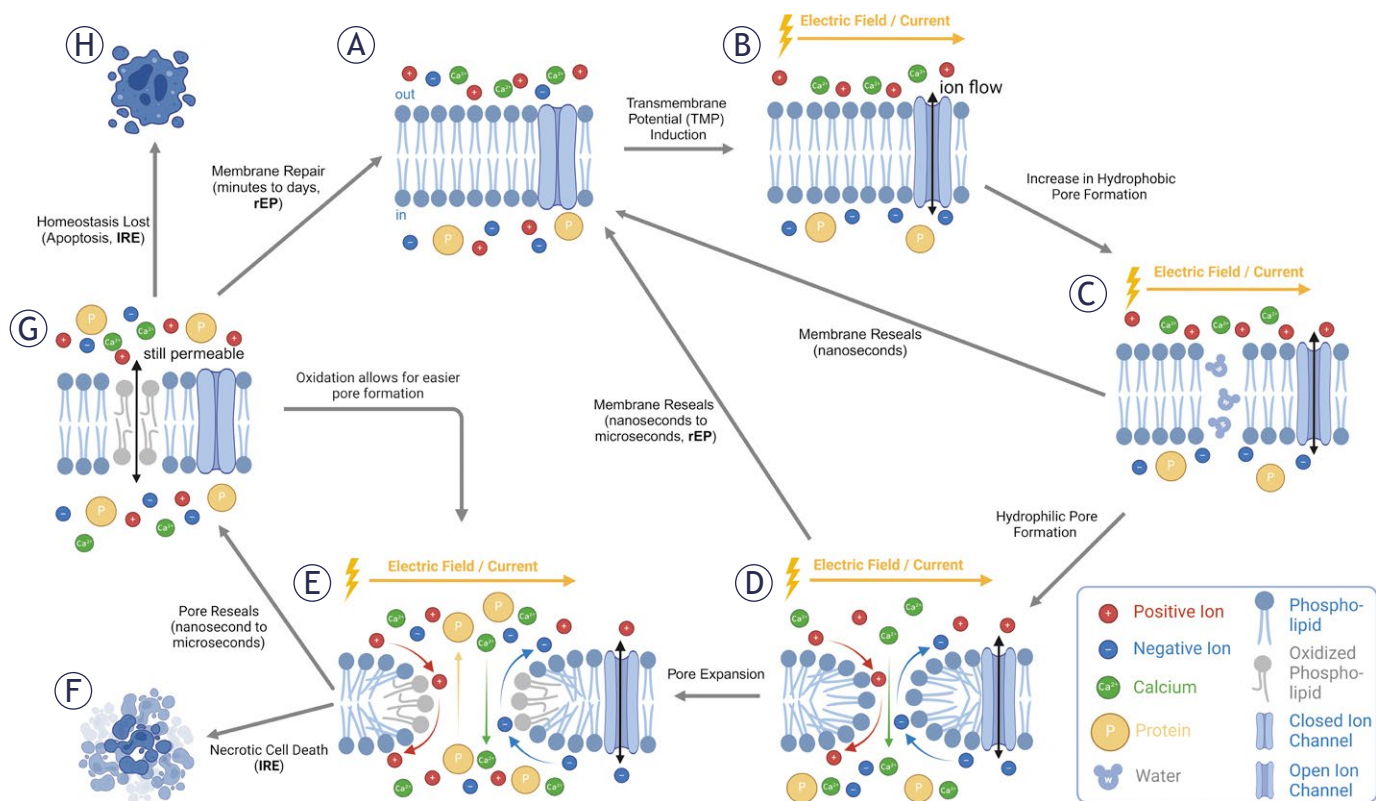 H
A
B
Electric Field / Current
ion flow
out
in
Transmembrane
Potential (TMP)
Induction
Increase in Hydrophobic
Pore Formation
Membrane Repair
(minutes to days,
rEP)
Homeostasis Lost
(Apoptosis, IRE)
C
Electric Field / Current
Membrane Reseals
(nanoseconds)
G
still permeable
Oxidation allows for easier
pore formation
Membrane Reseals
(nanoseconds to
microseconds, rEP)
Hydrophilic Pore
Formation
E
Electric Field / Current
D
Electric Field / Current
Pore Reseals
(nanosecond to
microseconds)
Pore Expansion
F
Necrotic Cell Death
(IRE)
+ Positive Ion
− Negative Ion
Ca²⁺ Calcium
P Protein
W Water
Phospho-
lipid
Oxidized
Phospho-
lipid
Closed Ion
Channel
Open Ion
Channel